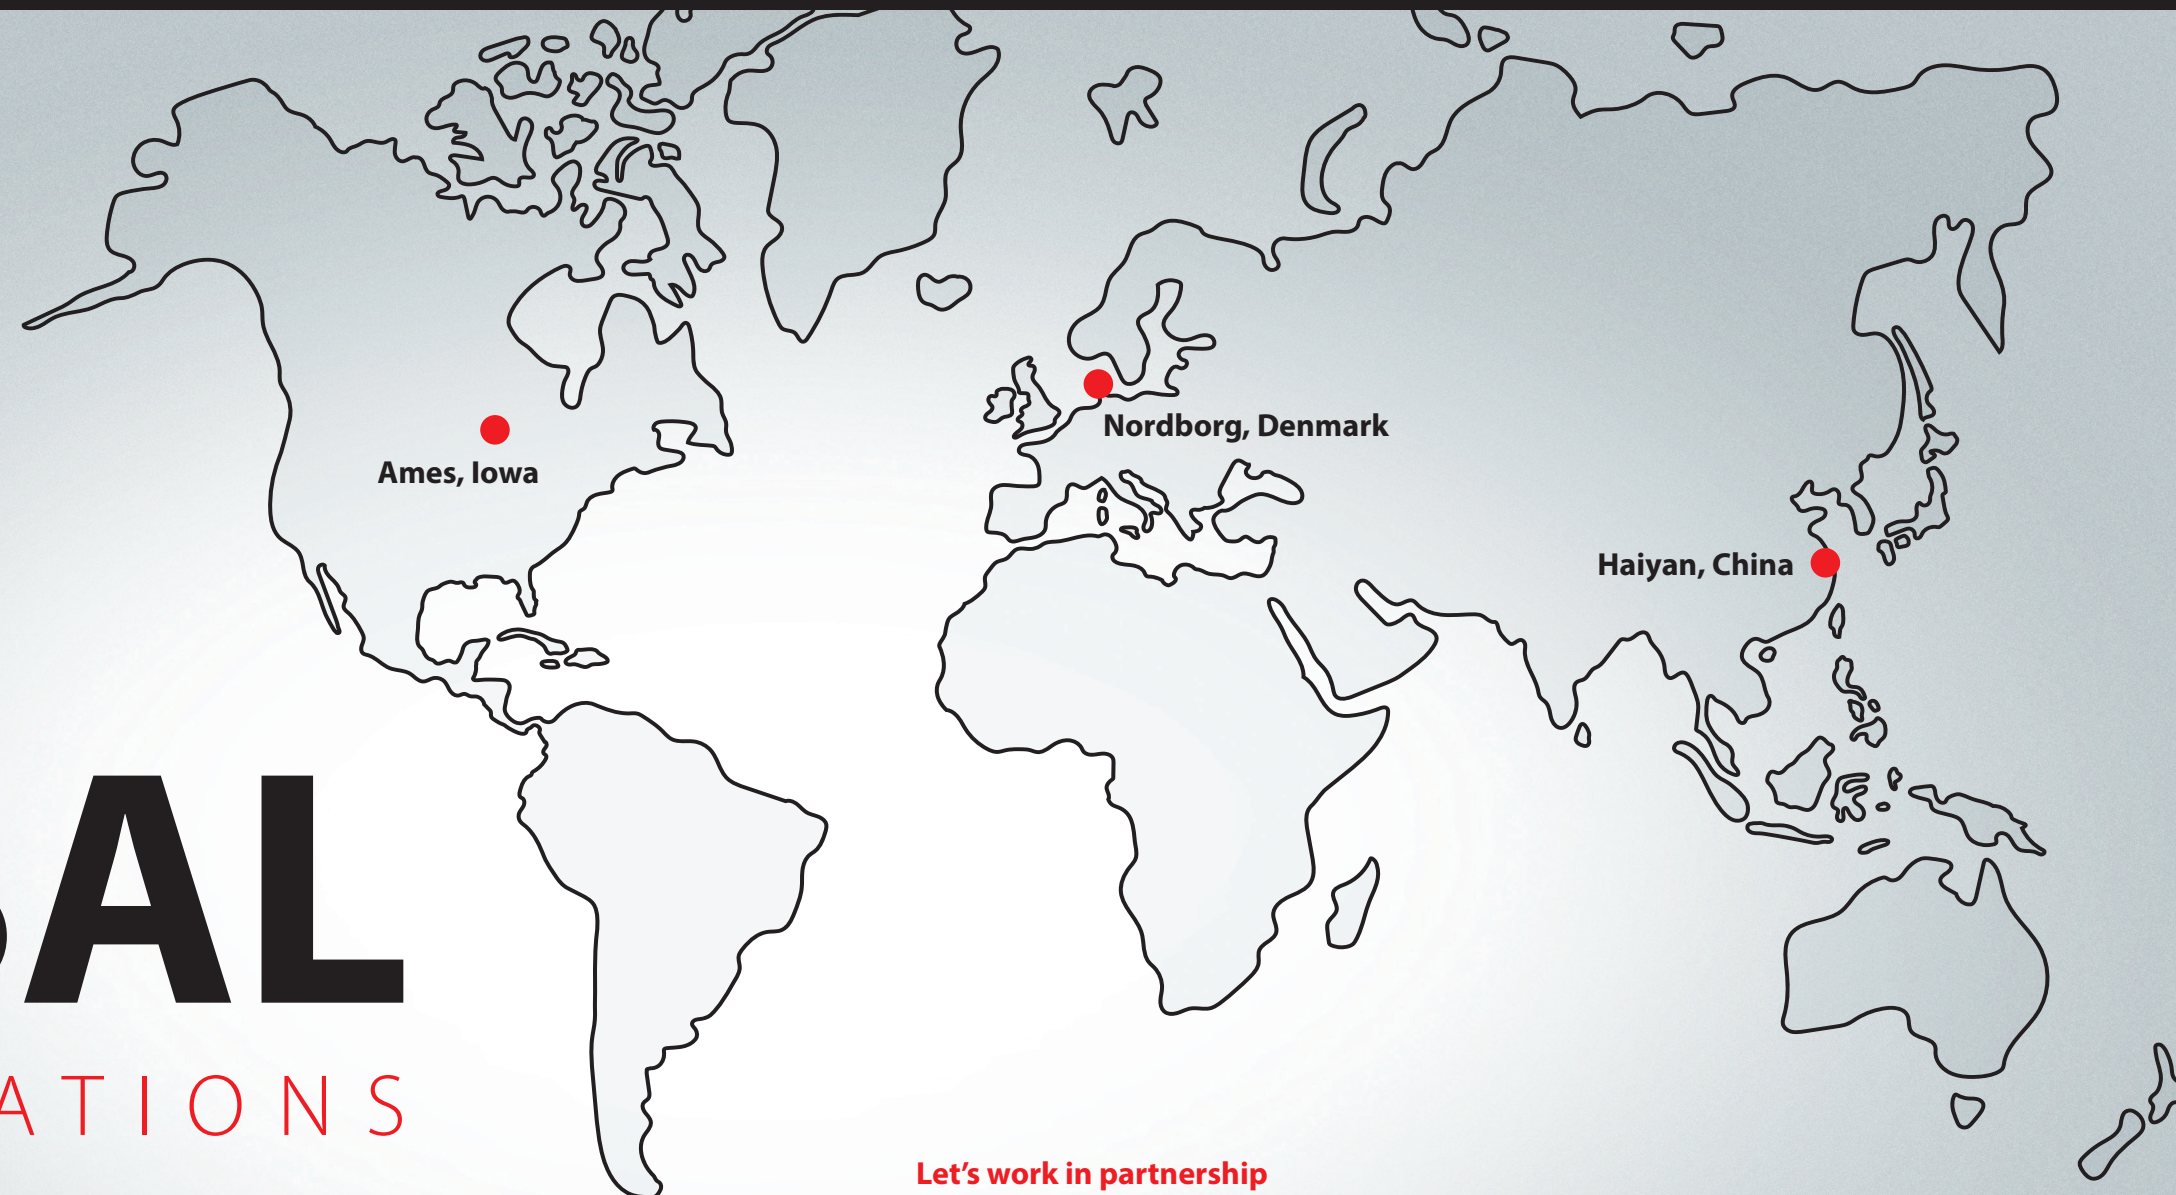 Nordborg, Denmark
Ames, Iowa
Haiyan, China
AL
ATIONS
Let's work in partnership